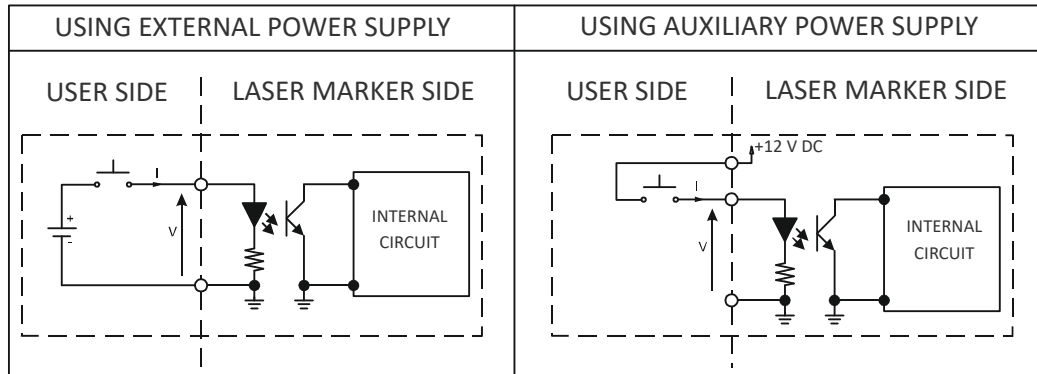 USING EXTERNAL POWER SUPPLY
USING AUXILIARY POWER SUPPLY
USER SIDE
LASER MARKER SIDE
I
+
-
V
INTERNAL
CIRCUIT
USER SIDE
LASER MARKER SIDE
+12 V DC
I
V
INTERNAL
CIRCUIT